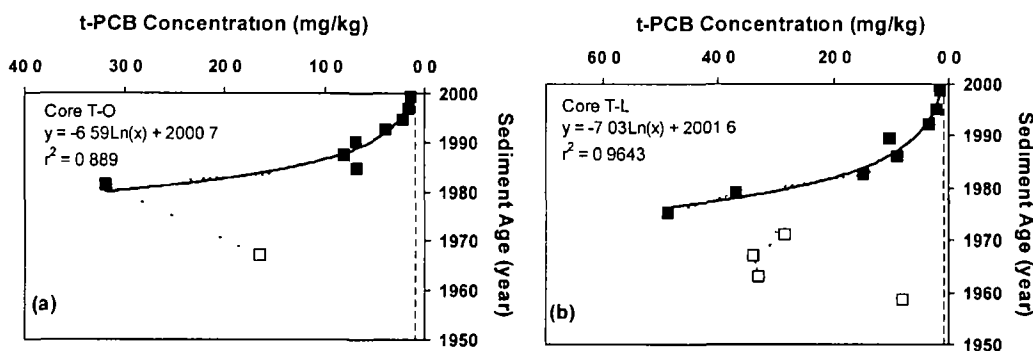 t-PCB Concentration (mg/kg)
40 0 30 0 20 0 10 0 0 0
Core T-O
y = -6 59Ln(x) + 2000 7
r² = 0 889
2000
1990
1980
1970
1960
1950
Sediment Age (year)
(a)
t-PCB Concentration (mg/kg)
60 0 40 0 20 0 0 0
Core T-L
y = -7 03Ln(x) + 2001 6
r² = 0 9643
2000
1990
1980
1970
1960
1950
Sediment Age (year)
(b)